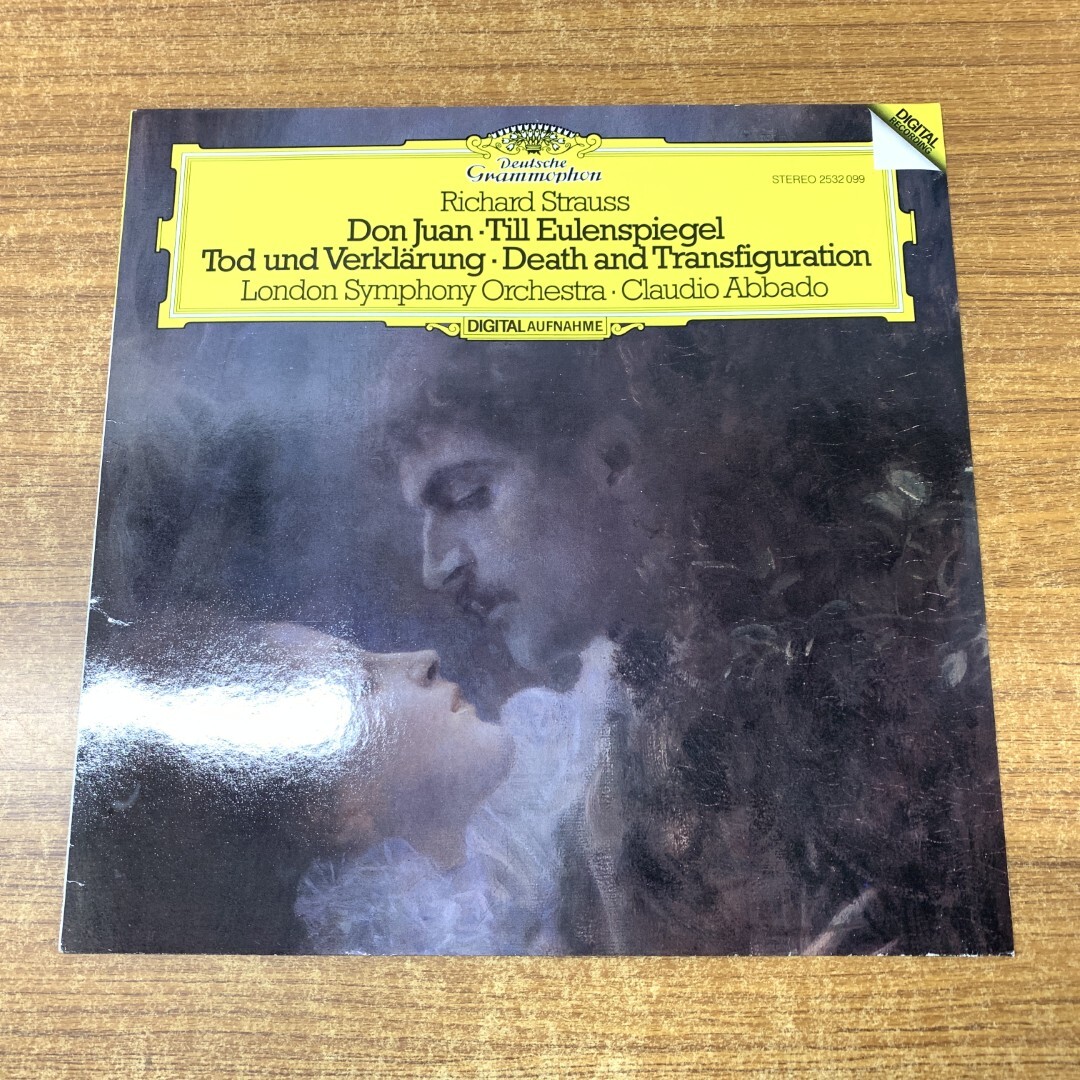 DIGITAL
RECORDING
Deutsche
Grammophon
STEREO 2532 099
Richard Strauss
Don Juan · Till Eulenspiegel
Tod und Verklärung · Death and Transfiguration
London Symphony Orchestra · Claudio Abbado
DIGITAL AUFNAHME